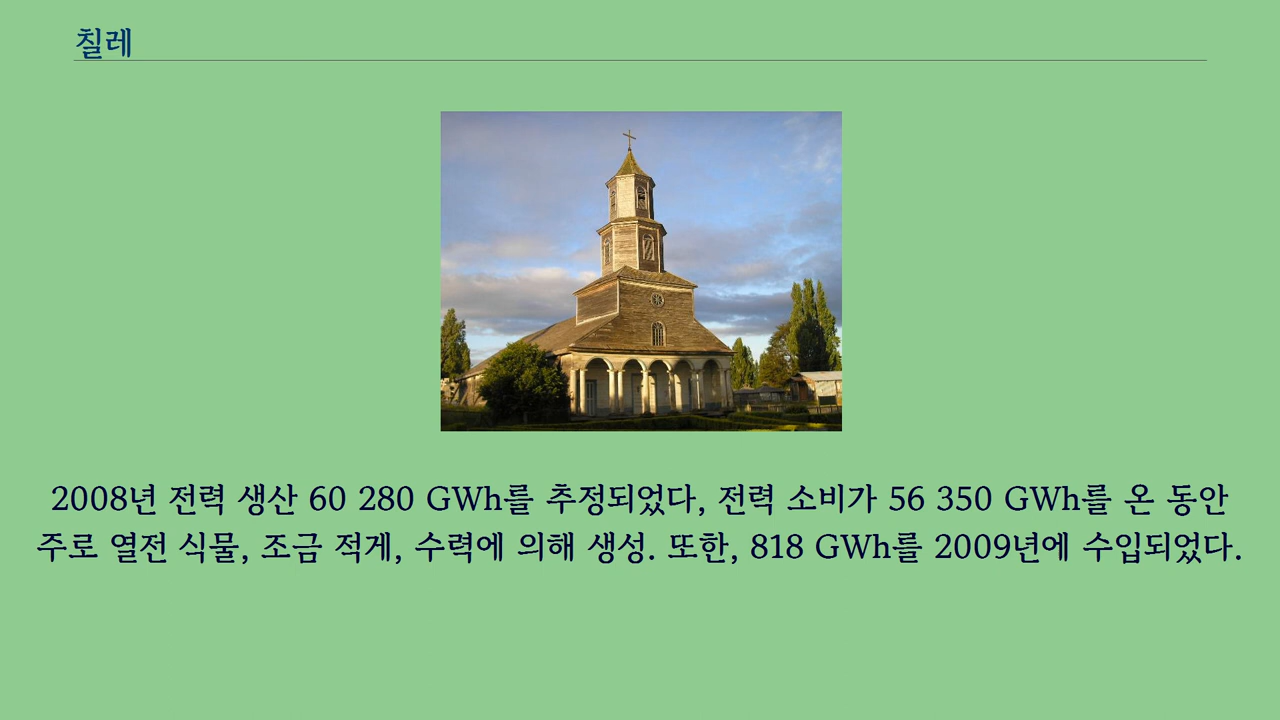 칠레
2008년 전력 생산 60 280 GWh를 추정되었다, 전력 소비가 56 350 GWh를 온 동안
주로 열전 식물, 조금 적게, 수력에 의해 생성. 또한, 818 GWh를 2009년에 수입되었다.